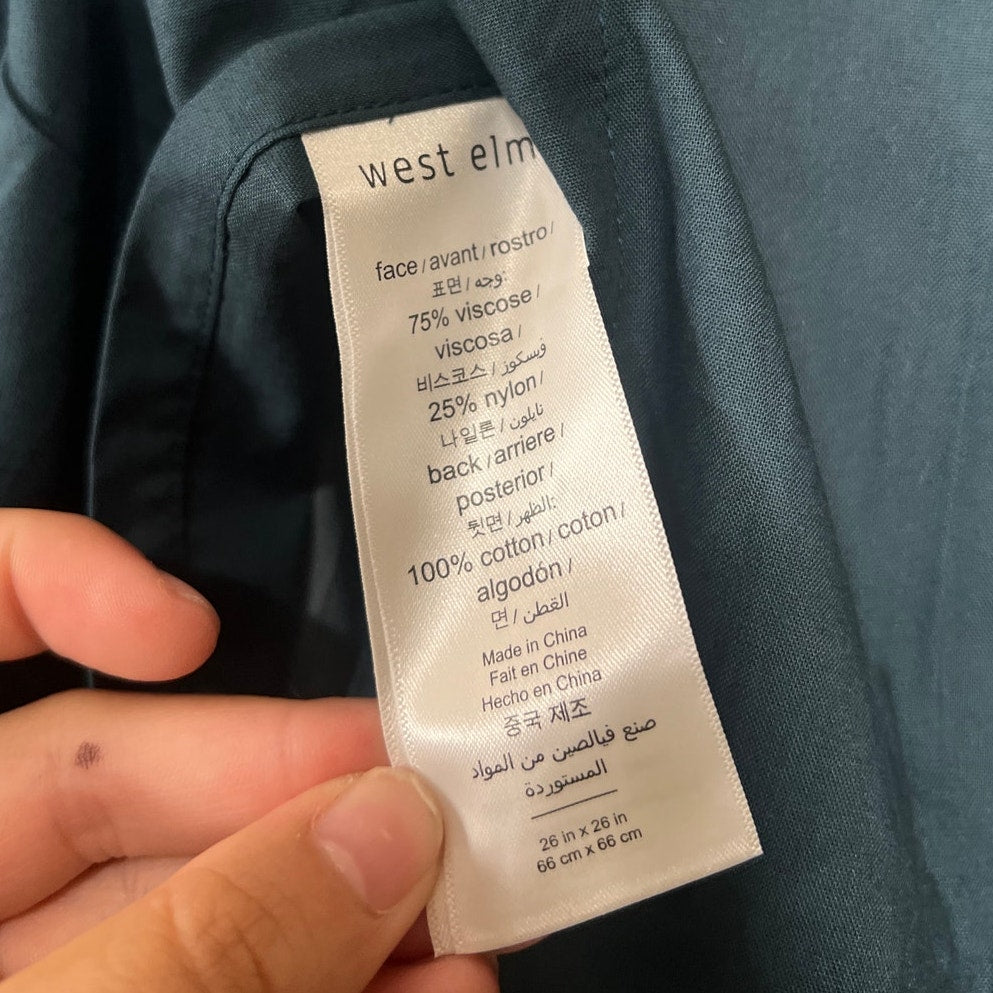 west elm
face / avant / rostro /
표면 / وجه:
75% viscose /
viscosa /
비스코스 / فيسكوز
25% nylon /
나일론 / نايلون
back / arriere /
posterior /
뒷면 / الظهر:
100% cotton / coton /
algodón /
면 / القطن
Made in China
Fait en Chine
Hecho en China
중국 제조
صنع فيالصين من المواد
المستوردة
26 in x 26 in
66 cm x 66 cm